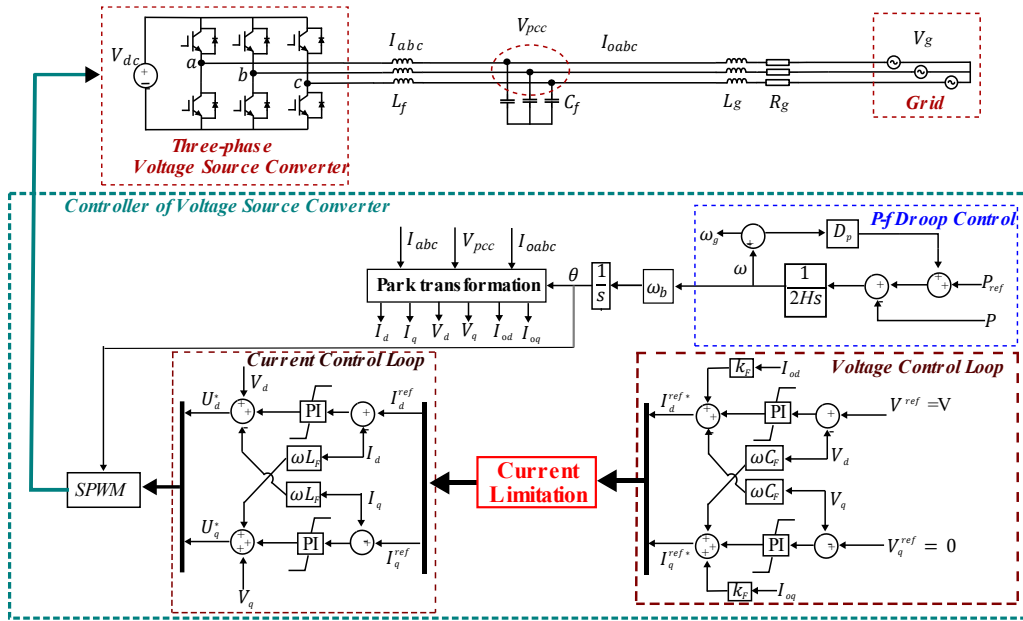 V_dc
a
b
c
Three-phase
Voltage Source Converter
I_abc
L_f
V_pcc
I_oabc
C_f
L_g
R_g
V_g
Grid
Controller of Voltage Source Converter
P-f Droop Control
ω_g
+
-
D_p
ω
1/2Hs
+
-
+
+
P_ref
P
ω_b
1/s
θ
I_abc
V_pcc
I_oabc
Park transformation
I_d
I_q
V_d
V_q
I_od
I_oq
Current Control Loop
V_d
U_d^*
+
+
-
PI
+
-
I_d^ref
ωL_F
I_d
ωL_F
I_q
U_q^*
+
+
+
PI
-
I_q^ref
V_q
SPWM
Current
Limitation
Voltage Control Loop
k_F
I_od
I_d^ref*
+
+
-
PI
+
-
V^ref =V
ωC_F
V_d
ωC_F
V_q
I_q^ref*
+
+
+
PI
-
V_q^ref = 0
k_F
I_oq